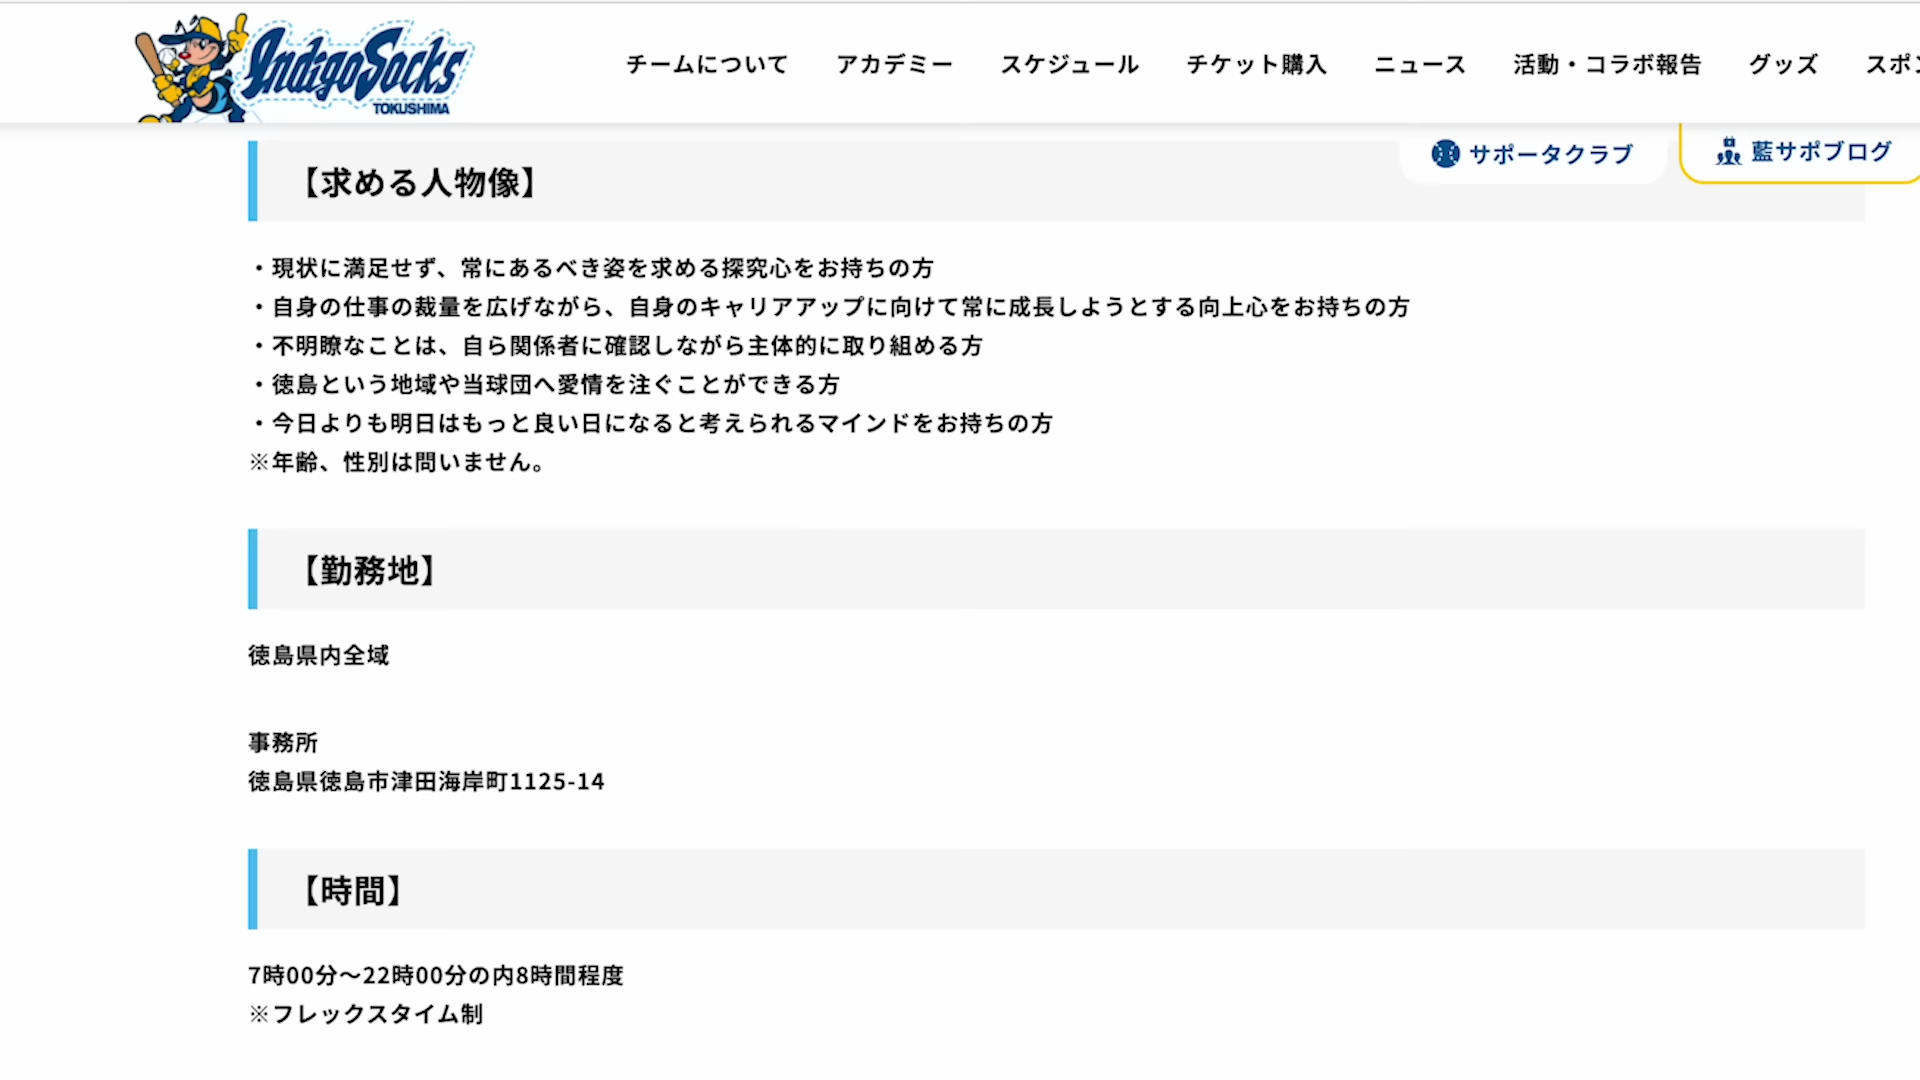 IndigoSocks
TOKUSHIMA
チームについて アカデミー スケジュール チケット購入 ニュース 活動・コラボ報告 グッズ スポン
サポータクラブ 藍サポブログ
【求める人物像】
・現状に満足せず、常にあるべき姿を求める探究心をお持ちの方
・自身の仕事の裁量を広げながら、自身のキャリアアップに向けて常に成長しようとする向上心をお持ちの方
・不明瞭なことは、自ら関係者に確認しながら主体的に取り組める方
・徳島という地域や当球団へ愛情を注ぐことができる方
・今日よりも明日はもっと良い日になると考えられるマインドをお持ちの方
※年齢、性別は問いません。
【勤務地】
徳島県内全域
事務所
徳島県徳島市津田海岸町1125-14
【時間】
7時00分～22時00分の内8時間程度
※フレックスタイム制